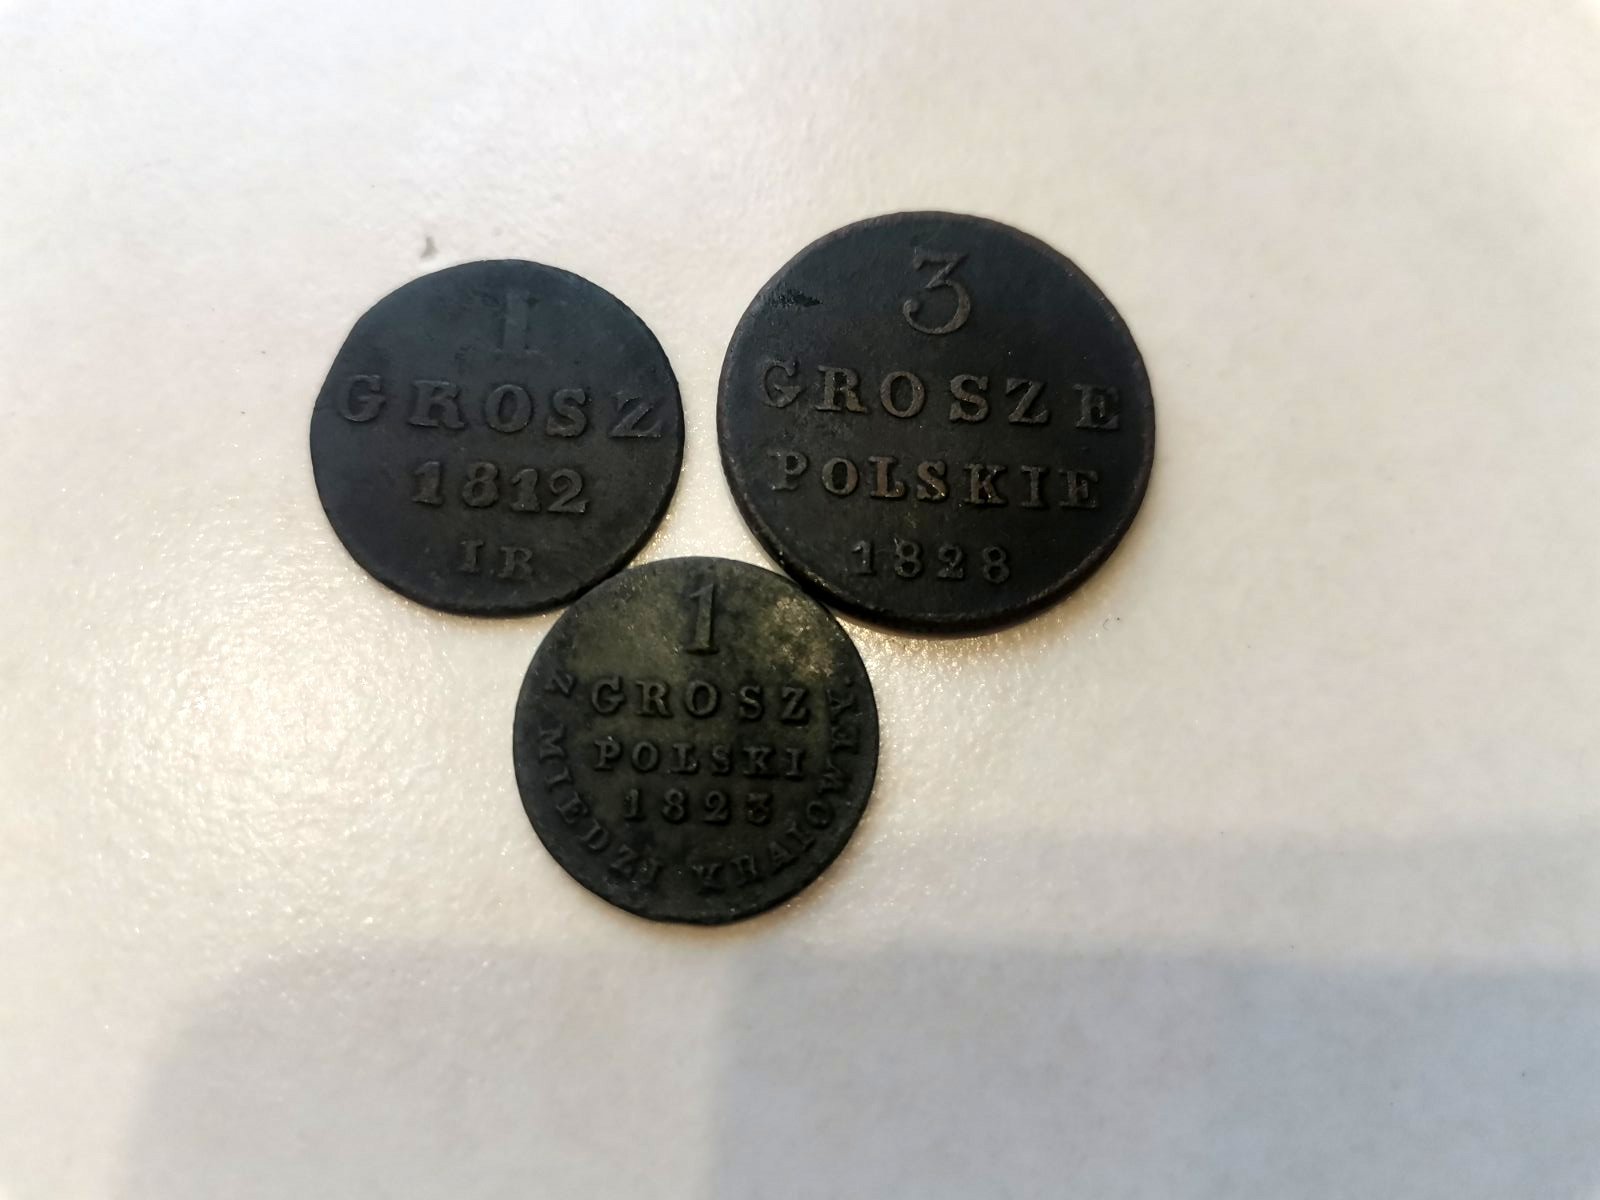 1
GROSZ
1812
IB
3
GROSZE
POLSKIE
1828
1
GROSZ
POLSKI
1823
Z MIEDZI KRAIOWEY.